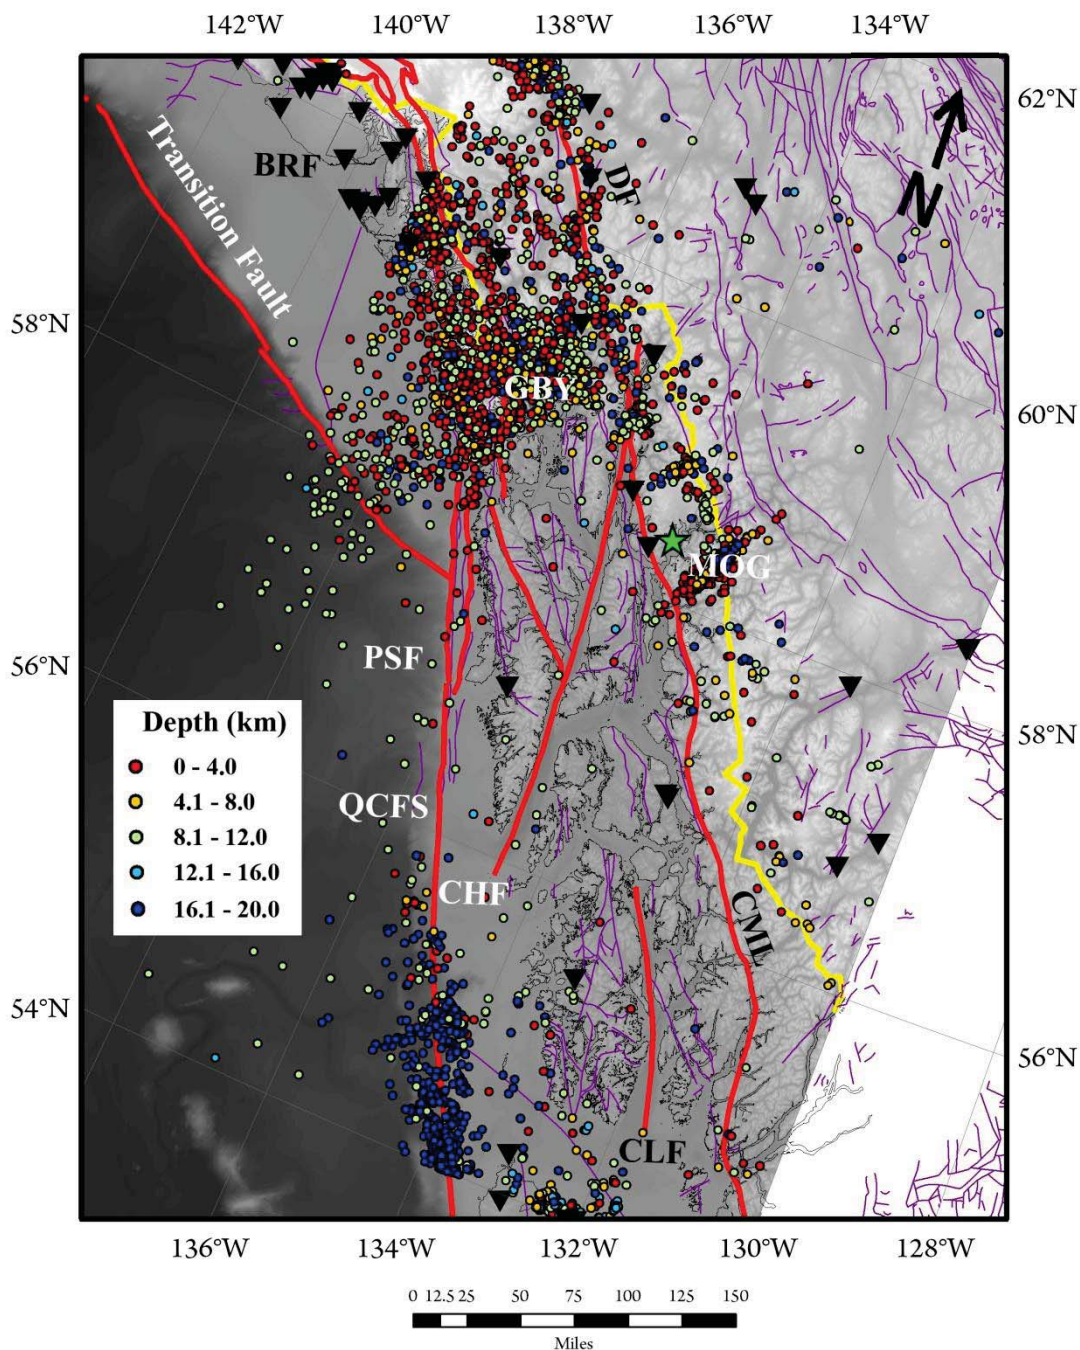 142°W 140°W 138°W 136°W 134°W
62°N
BRF
DF
N
Transition Fault
58°N
GBY
60°N
MOG
PSF
56°N
58°N
Depth (km)
0 - 4.0
4.1 - 8.0
8.1 - 12.0
12.1 - 16.0
16.1 - 20.0
QCFS
CHF
CML
54°N
56°N
CLF
136°W 134°W 132°W 130°W 128°W
0 12.5 25 50 75 100 125 150
Miles